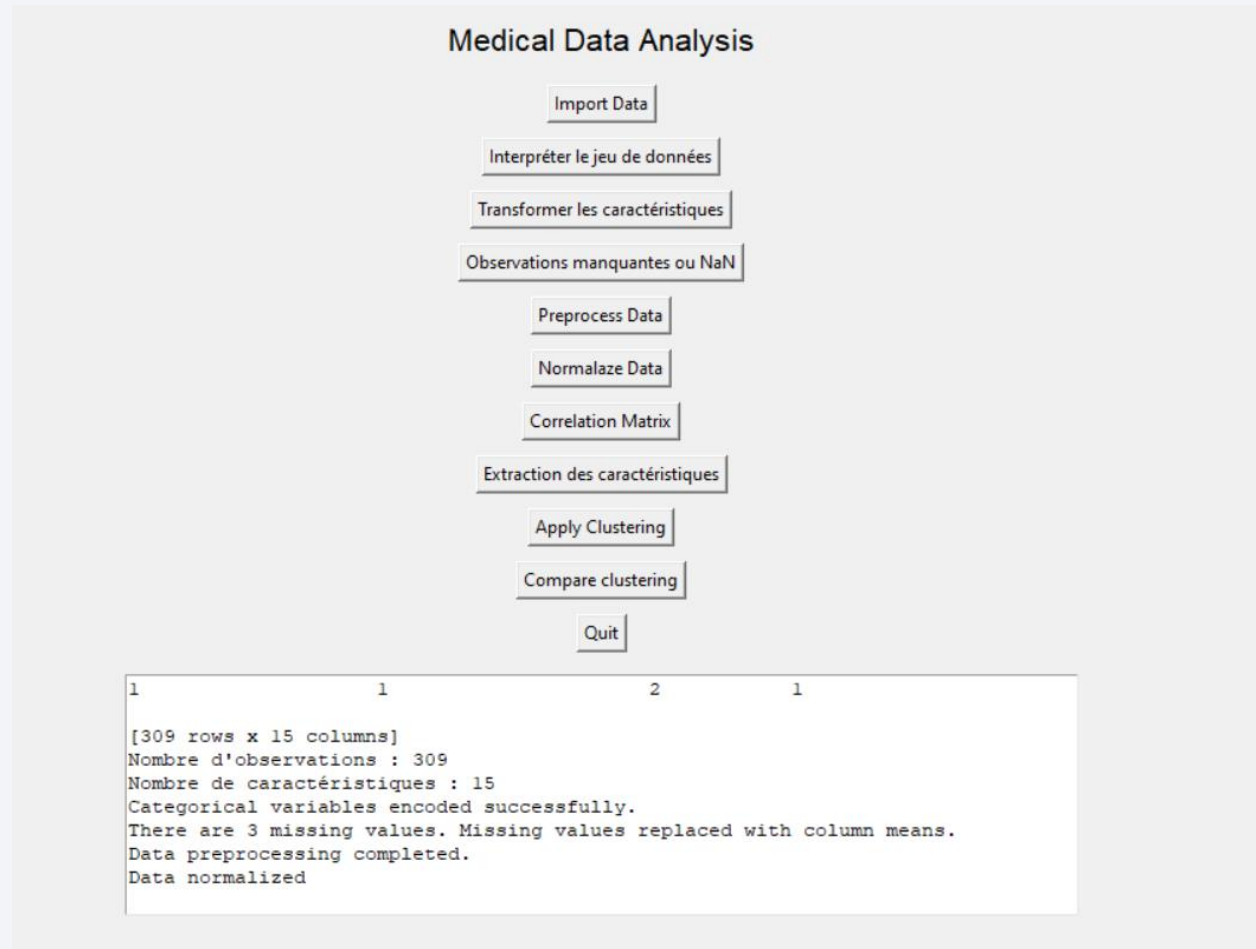 Medical Data Analysis
Import Data
Interpréter le jeu de données
Transformer les caractéristiques
Observations manquantes ou NaN
Preprocess Data
Normalaze Data
Correlation Matrix
Extraction des caractéristiques
Apply Clustering
Compare clustering
Quit
1 1 2 1
[309 rows x 15 columns]
Nombre d'observations : 309
Nombre de caractéristiques : 15
Categorical variables encoded successfully.
There are 3 missing values. Missing values replaced with column means.
Data preprocessing completed.
Data normalized